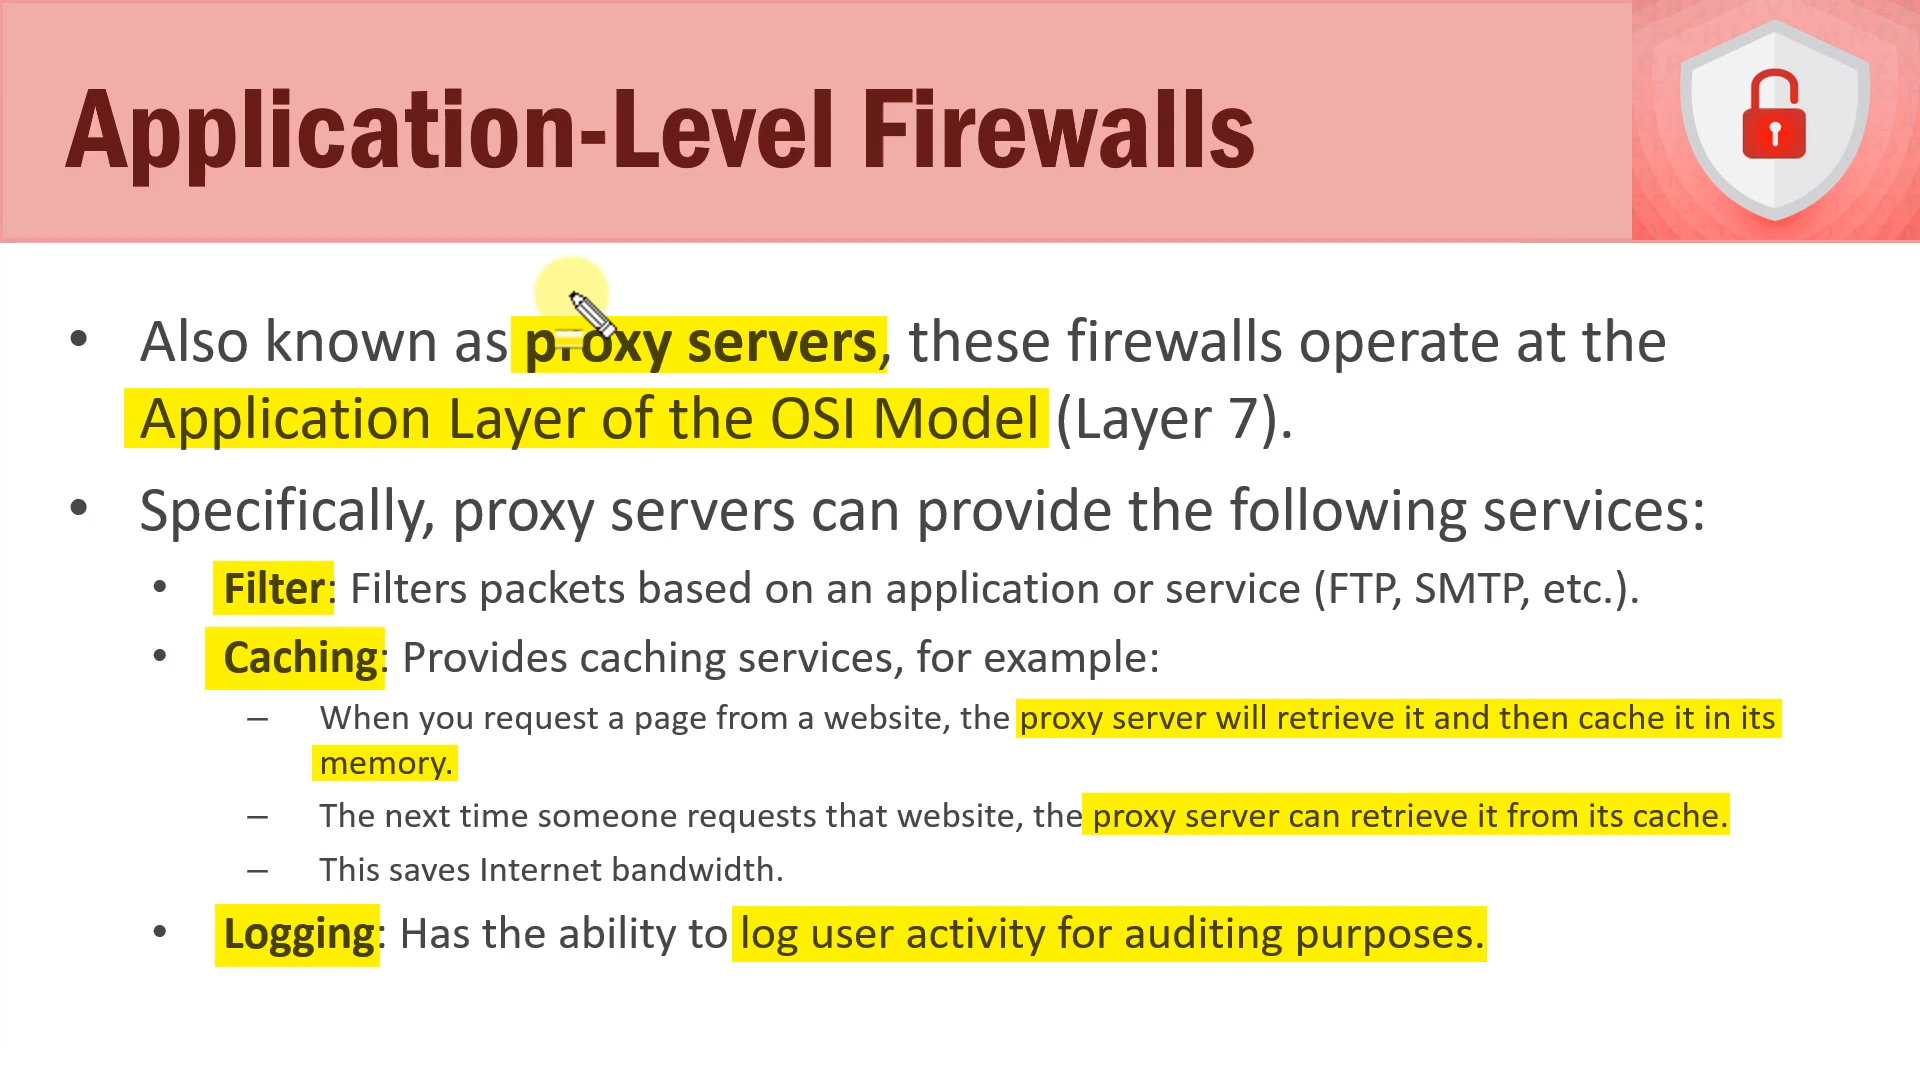 Application-Level Firewalls
• Also known as proxy servers, these firewalls operate at the
Application Layer of the OSI Model (Layer 7).
• Specifically, proxy servers can provide the following services:
• Filter: Filters packets based on an application or service (FTP, SMTP, etc.).
• Caching: Provides caching services, for example:
– When you request a page from a website, the proxy server will retrieve it and then cache it in its
memory.
– The next time someone requests that website, the proxy server can retrieve it from its cache.
– This saves Internet bandwidth.
• Logging: Has the ability to log user activity for auditing purposes.